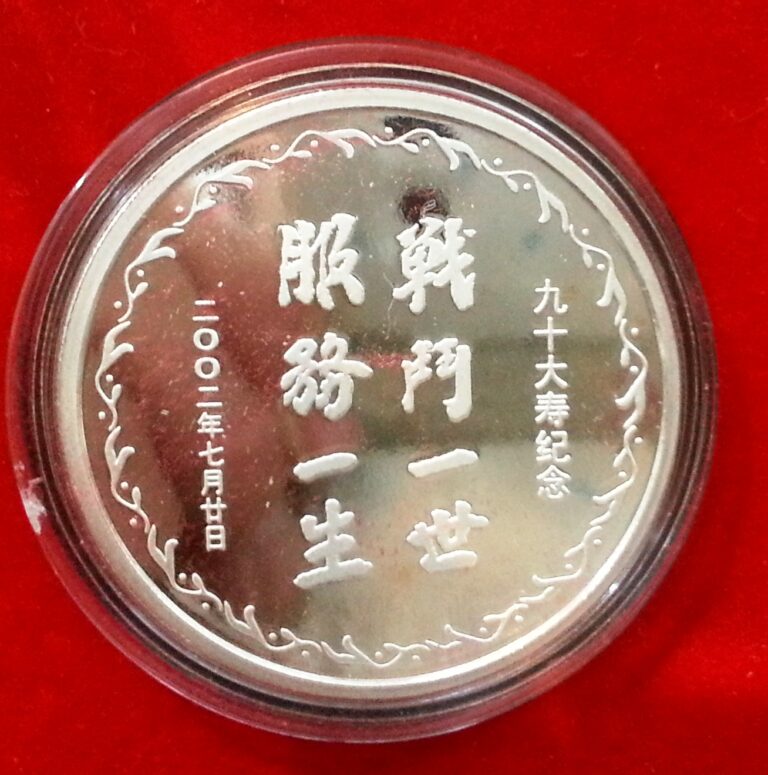 九十大寿纪念
戰鬥一世
服務一生
二〇〇二年七月廿日